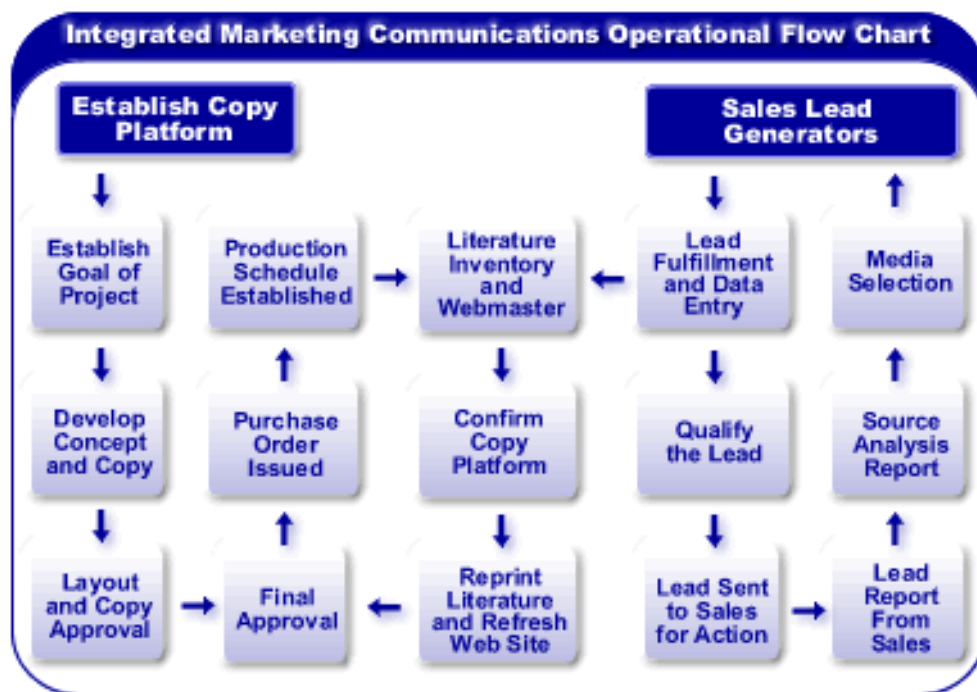 Integrated Marketing Communications Operational Flow Chart
Establish Copy
Platform
Sales Lead
Generators
Establish
Goal of
Project
Production
Schedule
Established
Literature
Inventory
and
Webmaster
Lead
Fulfillment
and Data
Entry
Media
Selection
Develop
Concept
and Copy
Purchase
Order
Issued
Confirm
Copy
Platform
Qualify
the Lead
Source
Analysis
Report
Layout
and Copy
Approval
Final
Approval
Reprint
Literature
and Refresh
Web Site
Lead Sent
to Sales
for Action
Lead
Report
From
Sales